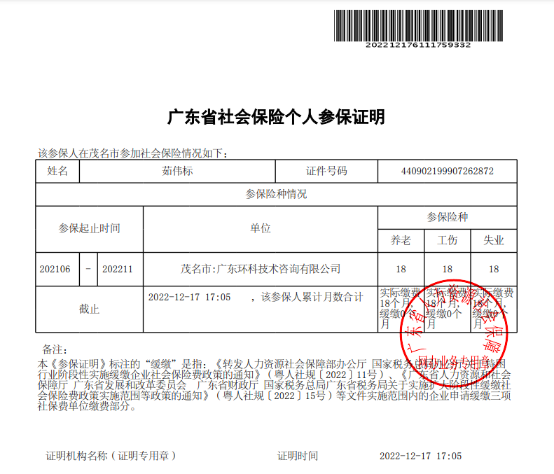 202212176111759332
广东省社会保险个人参保证明
该参保人在茂名市参加社会保险情况如下：
姓名 茹伟标 证件号码 440902199907262872
参保险种情况
参保起止时间 单位 参保险种
养老 工伤 失业
202106 - 202211 茂名市:广东环科技术咨询有限公司 18 18 18
截止 2022-12-17 17:05 ，该参保人累计月数合计
实际缴费 实际缴费 实际缴费
18个月, 18个月, 18个月,
缓缴0个月 缓缴0个月 缓缴0个月
备注：
本《参保证明》标注的“缓缴”是指：《转发人力资源社会保障部办公厅 国家税务总局
行业阶段性实施缓缴企业社会保险费政策的通知》（粤人社规〔2022〕11号）、《广东省人力资源和社会
保障厅 广东省发展和改革委员会 广东省财政厅 国家税务总局广东省税务局关于实施扩大阶段性缓缴社
会保险费政策实施范围等政策的通知》（粤人社规〔2022〕15号）等文件实施范围内的企业申请缓缴三项
社保费单位缴费部分。
证明机构名称（证明专用章） 证明时间 2022-12-17 17:05